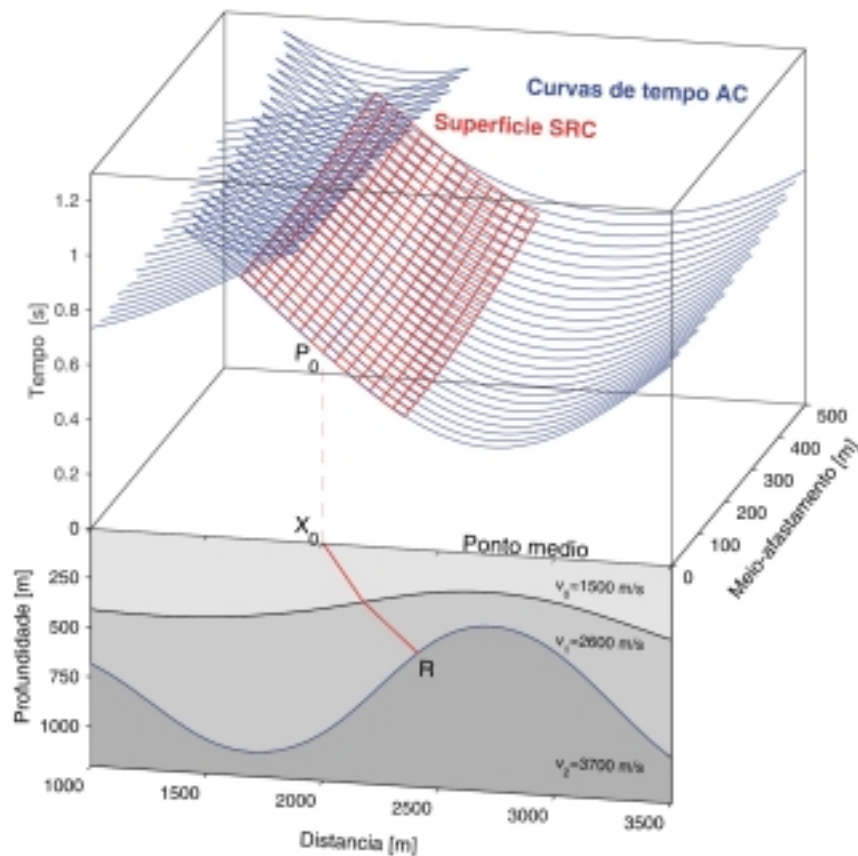 Curvas de tempo AC
Superficie SRC
Tempo [s]
1.2
1
0.8
0.6
0.4
0.2
0
P0
X0
Ponto medio
500
400
300
200
100
0
Meio-afastamento [m]
Profundidade [m]
250
500
750
1000
v0=1500 m/s
v1=2600 m/s
v2=3700 m/s
R
1000
1500
2000
2500
3000
3500
Distancia [m]